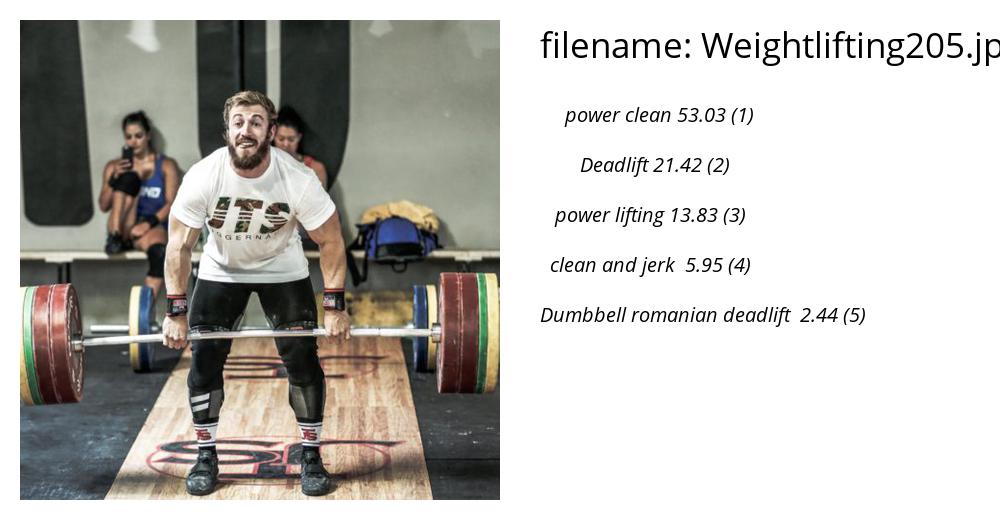 filename: Weightlifting205.jp
power clean 53.03 (1)
Deadlift 21.42 (2)
power lifting 13.83 (3)
clean and jerk 5.95 (4)
Dumbbell romanian deadlift 2.44 (5)
JTS